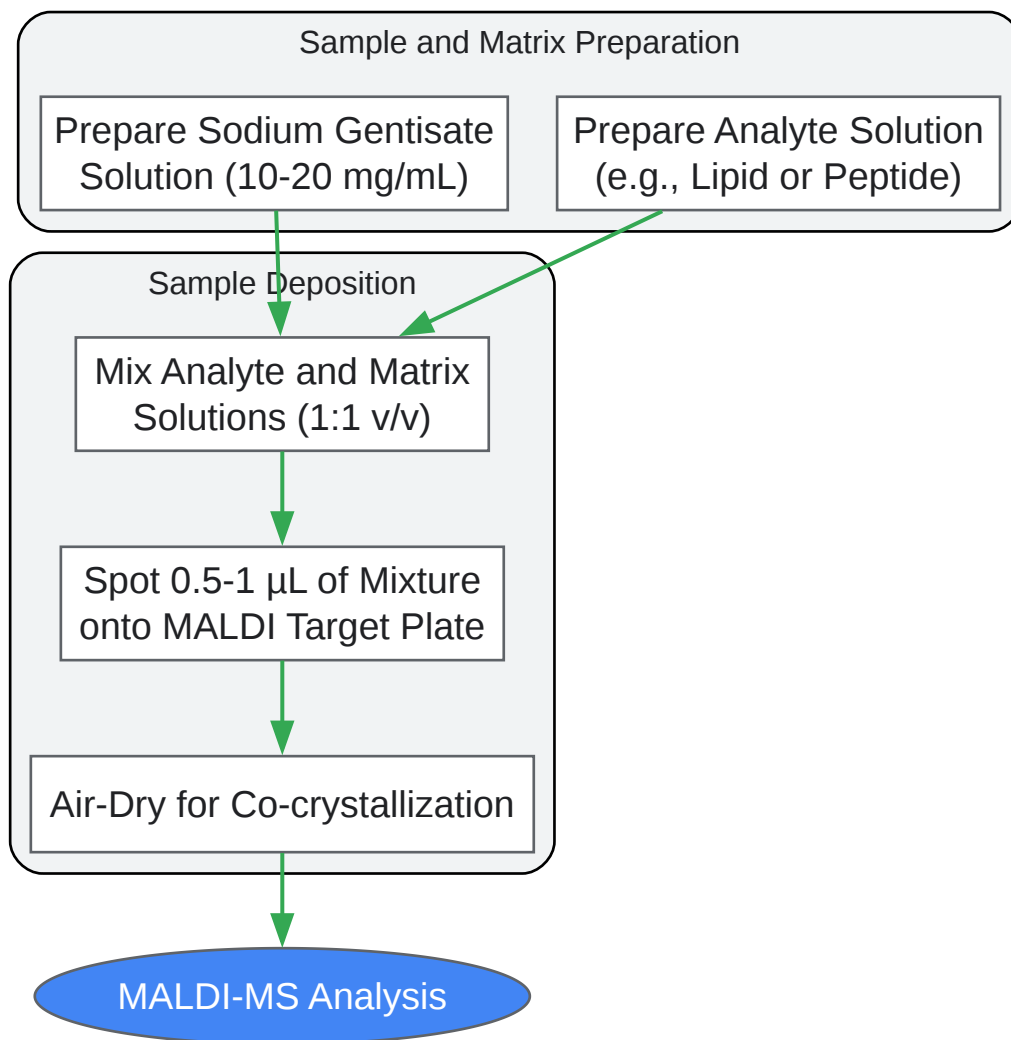 Sample and Matrix Preparation
Prepare Sodium Gentisate
Solution (10-20 mg/mL)
Prepare Analyte Solution
(e.g., Lipid or Peptide)
Sample Deposition
Mix Analyte and Matrix
Solutions (1:1 v/v)
Spot 0.5-1 µL of Mixture
onto MALDI Target Plate
Air-Dry for Co-crystallization
MALDI-MS Analysis